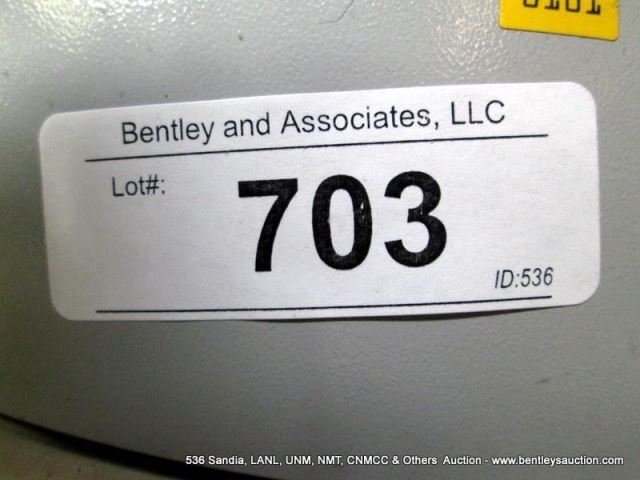 Bentley and Associates, LLC
Lot#:
703
ID:536
536 Sandia, LANL, UNM, NMT, CNMCC & Others Auction - www.bentleysauction.com